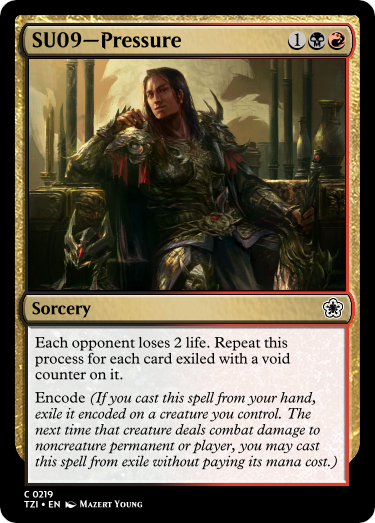 SU09—Pressure 1
Sorcery
Each opponent loses 2 life. Repeat this
process for each card exiled with a void
counter on it.
Encode (If you cast this spell from your hand,
exile it encoded on a creature you control. The
next time that creature deals combat damage to
noncreature permanent or player, you may cast
this spell from exile without paying its mana cost.)
C 0219
TZI • EN Mazert Young